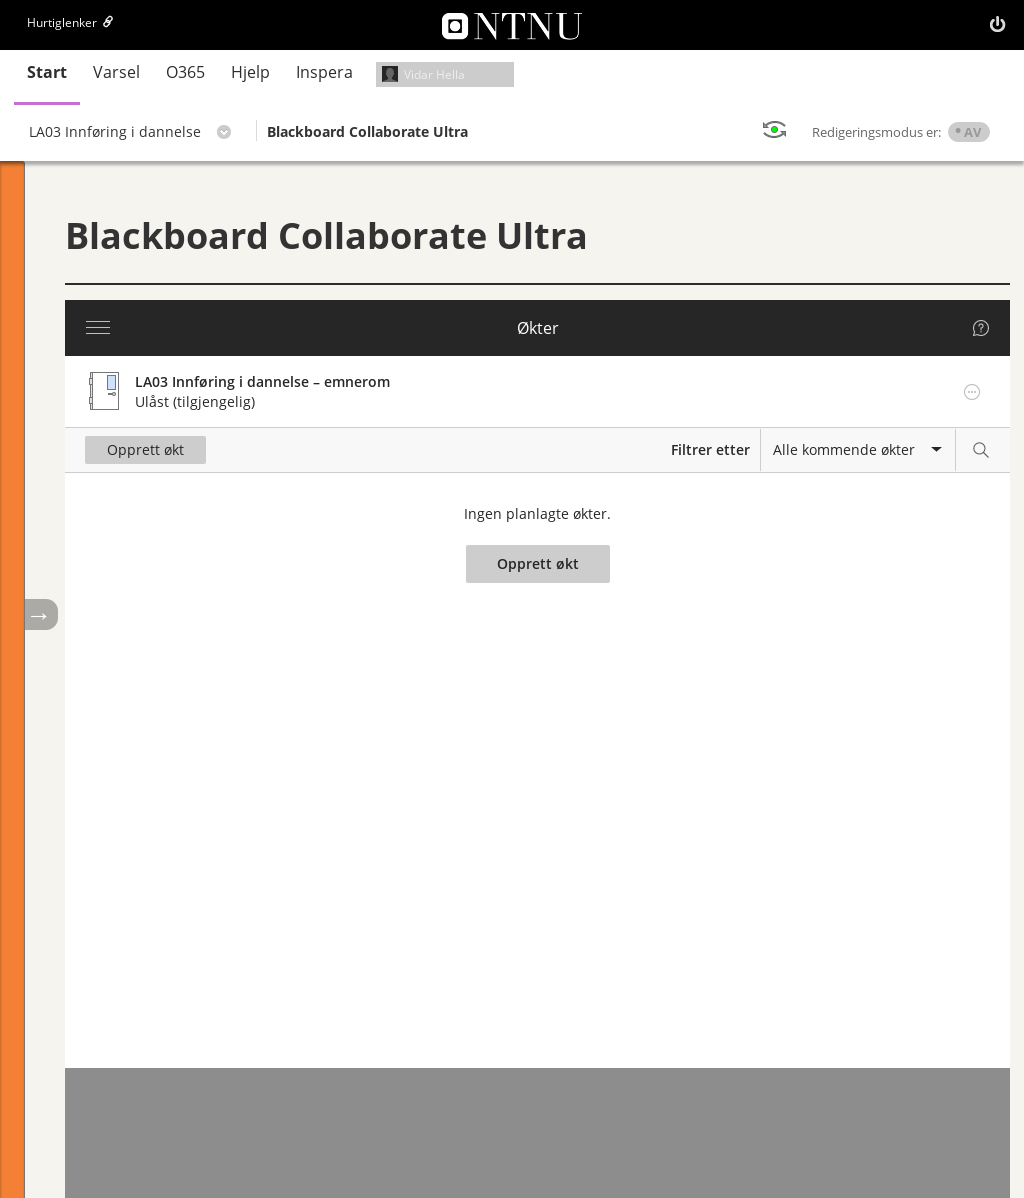 Hurtiglenker
NTNU
Start Varsel O365 Hjelp Inspera Vidar Hella
LA03 Innføring i dannelse Blackboard Collaborate Ultra Redigeringsmodus er: AV
Blackboard Collaborate Ultra
Økter
LA03 Innføring i dannelse – emnerom
Ulåst (tilgjengelig)
Opprett økt Filtrer etter Alle kommende økter
Ingen planlagte økter.
Opprett økt